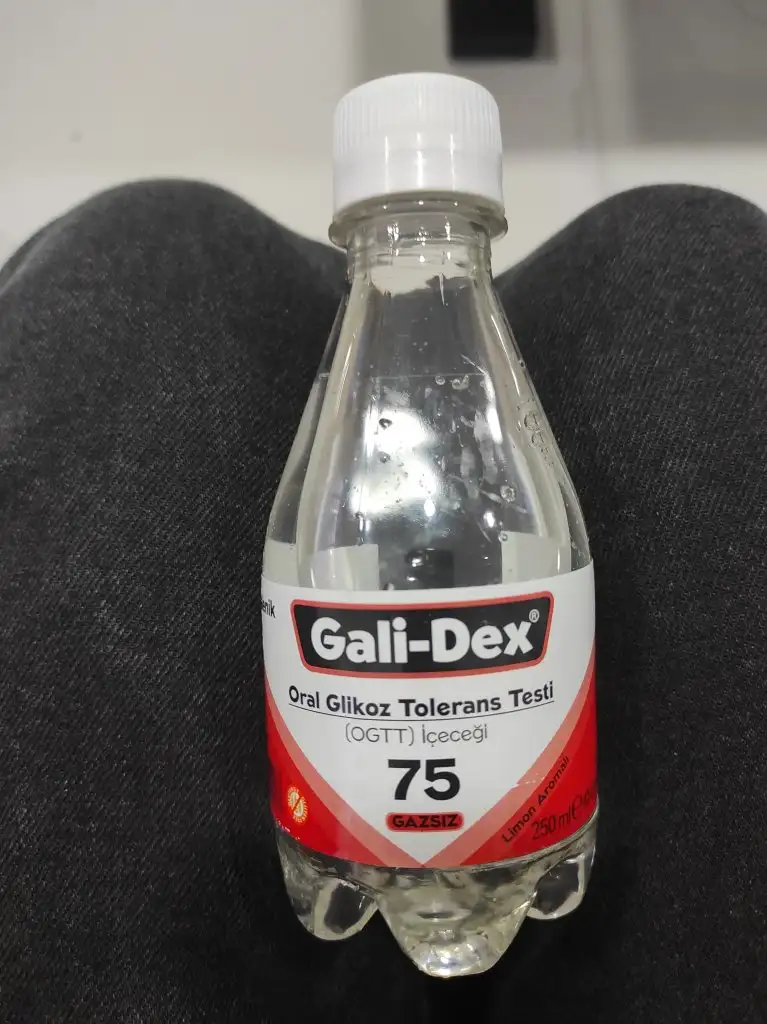 Gali-Dex®
Oral Glikoz Tolerans Testi
(OGTT) İçeceği
75
GAZSIZ
Limon Aromalı
250 ml e